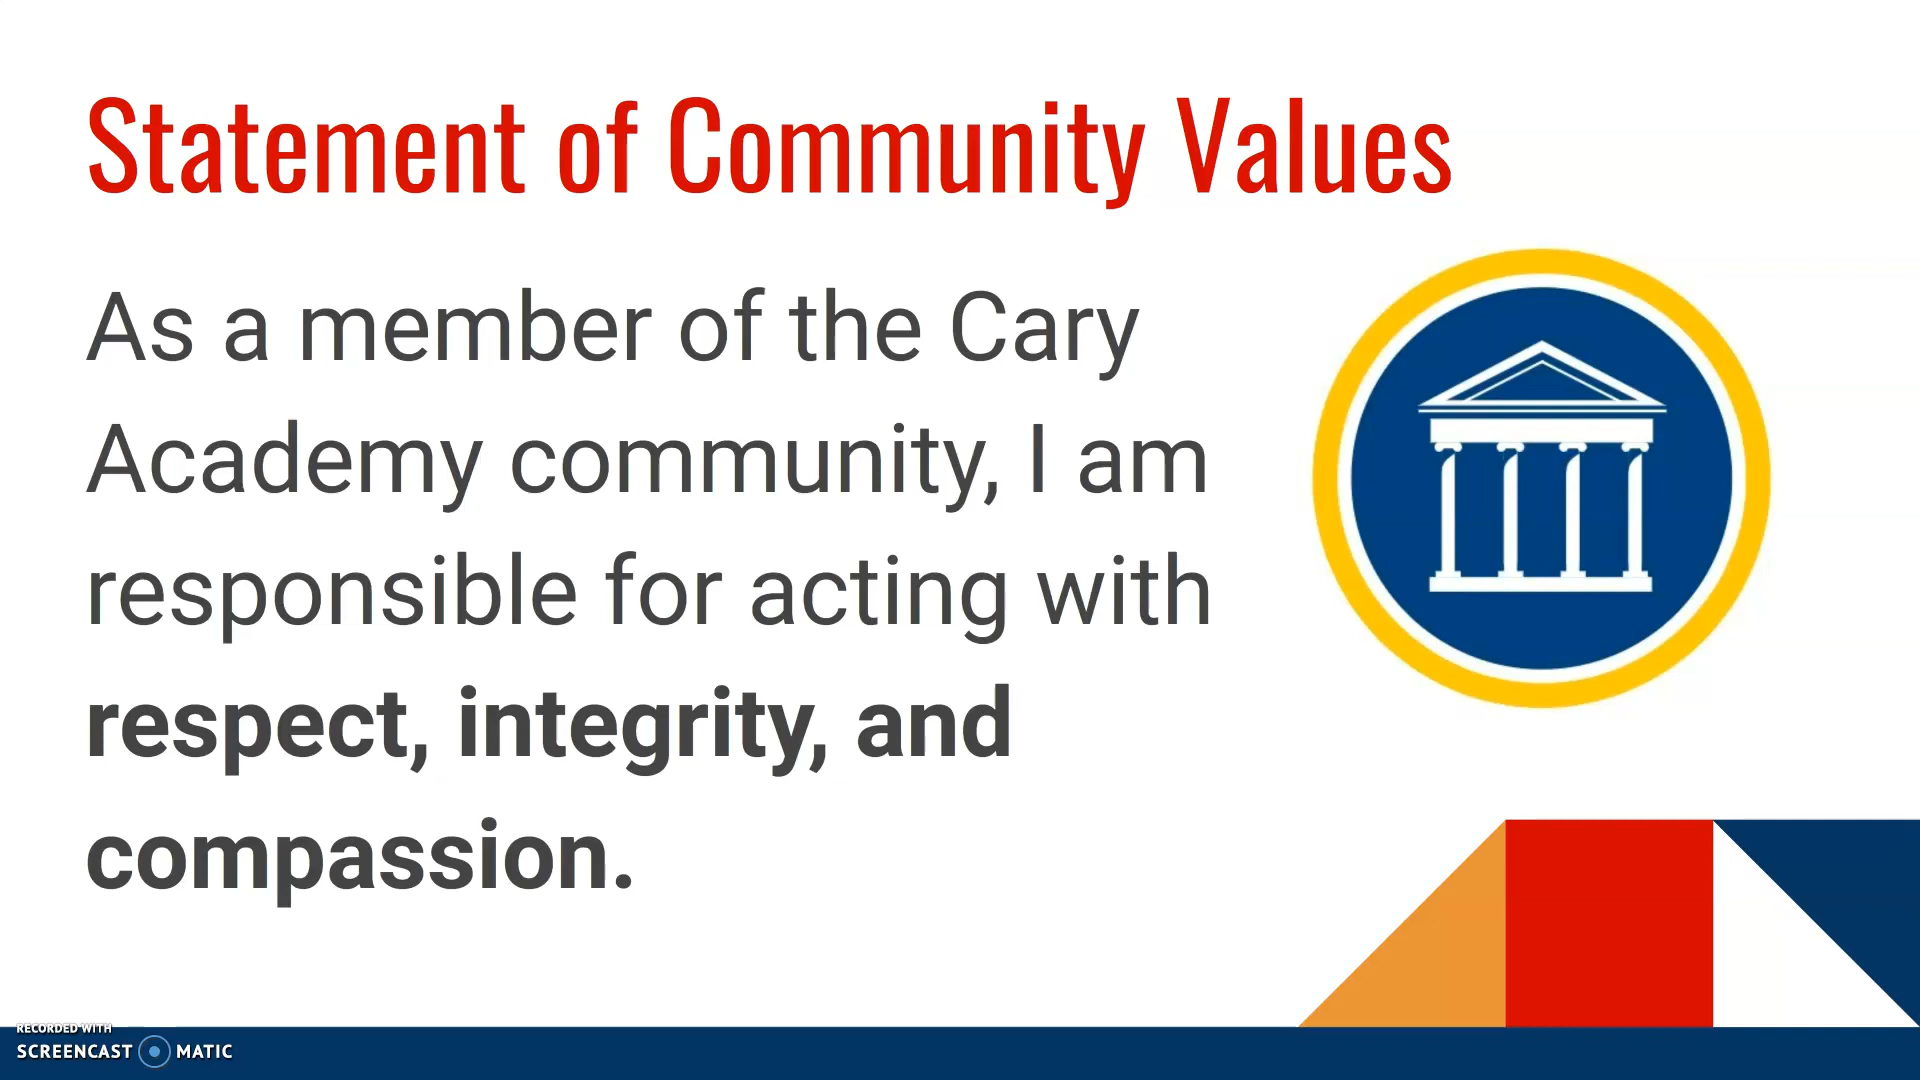 Statement of Community Values
As a member of the Cary
Academy community, I am
responsible for acting with
respect, integrity, and
compassion.
RECORDED WITH
SCREENCAST MATIC